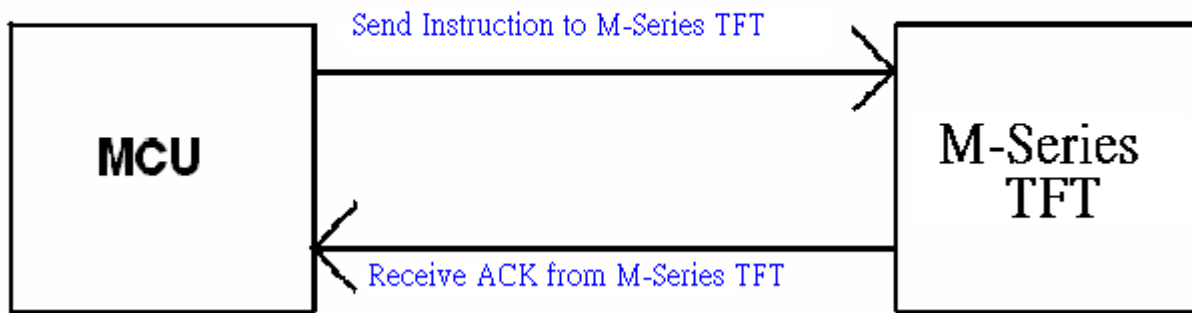 Send Instruction to M-Series TFT
MCU
M-Series
TFT
Receive ACK from M-Series TFT